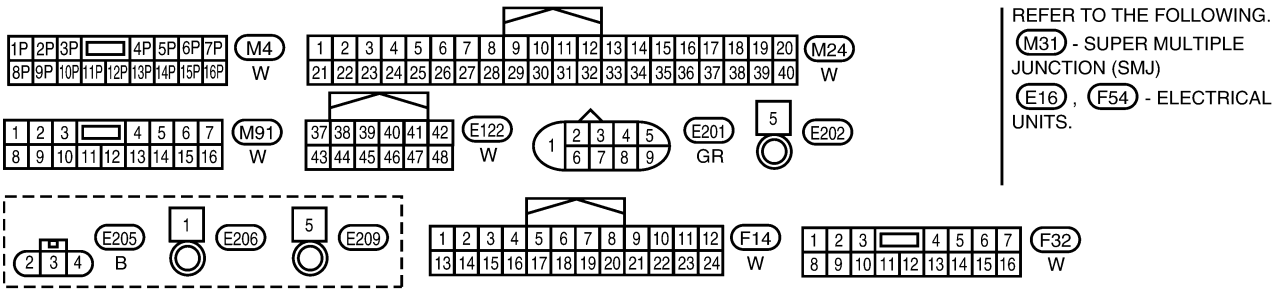 1P 2P 3P 4P 5P 6P 7P
8P 9P 10P 11P 12P 13P 14P 15P 16P
M4
W
1 2 3 4 5 6 7 8 9 10 11 12 13 14 15 16 17 18 19 20
21 22 23 24 25 26 27 28 29 30 31 32 33 34 35 36 37 38 39 40
M24
W
REFER TO THE FOLLOWING.
M31 - SUPER MULTIPLE
JUNCTION (SMJ)
E16 , F54 - ELECTRICAL
UNITS.
1 2 3 4 5 6 7
8 9 10 11 12 13 14 15 16
M91
W
37 38 39 40 41 42
43 44 45 46 47 48
E122
W
1 2 3 4 5
6 7 8 9
E201
GR
5
E202
2 3 4
E205
B
1
E206
5
E209
1 2 3 4 5 6 7 8 9 10 11 12
13 14 15 16 17 18 19 20 21 22 23 24
F14
W
1 2 3 4 5 6 7
8 9 10 11 12 13 14 15 16
F32
W